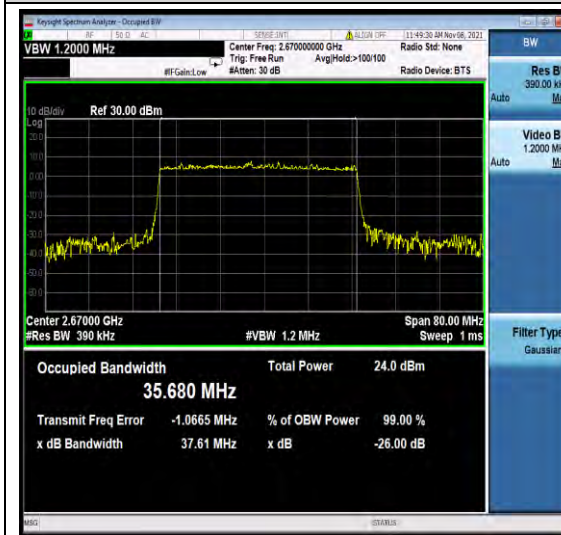 Keysight Spectrum Analyzer - Occupied BW
RF 50 Ω AC SENSE:INT ALIGN OFF 11:49:30 AM Nov 08, 2021
VBW 1.2000 MHz
Center Freq: 2.670000000 GHz Radio Std: None
Trig: Free Run Avg|Hold:>100/100
#IFGain:Low #Atten: 30 dB Radio Device: BTS
BW
Res B
390.00 k
Auto M
Video B
1.2000 M
Auto M
Filter Type
Gaussian
10 dB/div Ref 30.00 dBm
Log
20.0
10.0
0.00
-10.0
-20.0
-30.0
-40.0
-50.0
-60.0
Center 2.67000 GHz Span 80.00 MHz
#Res BW 390 kHz #VBW 1.2 MHz Sweep 1 ms
Occupied Bandwidth Total Power 24.0 dBm
35.680 MHz
Transmit Freq Error -1.0665 MHz % of OBW Power 99.00 %
x dB Bandwidth 37.61 MHz x dB -26.00 dB
MSG STATUS